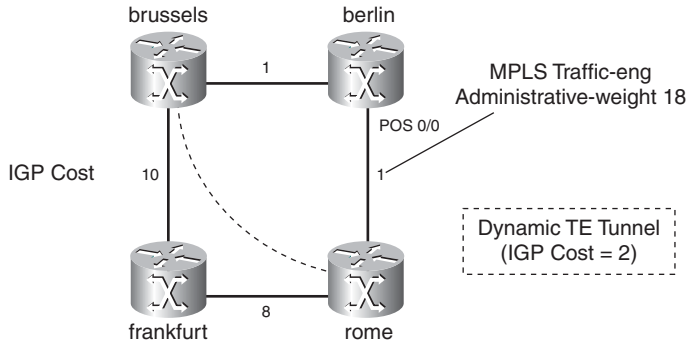 brussels
berlin
1
MPLS Traffic-eng
Administrative-weight 18
POS 0/0
IGP Cost
10
1
Dynamic TE Tunnel
(IGP Cost = 2)
8
frankfurt
rome